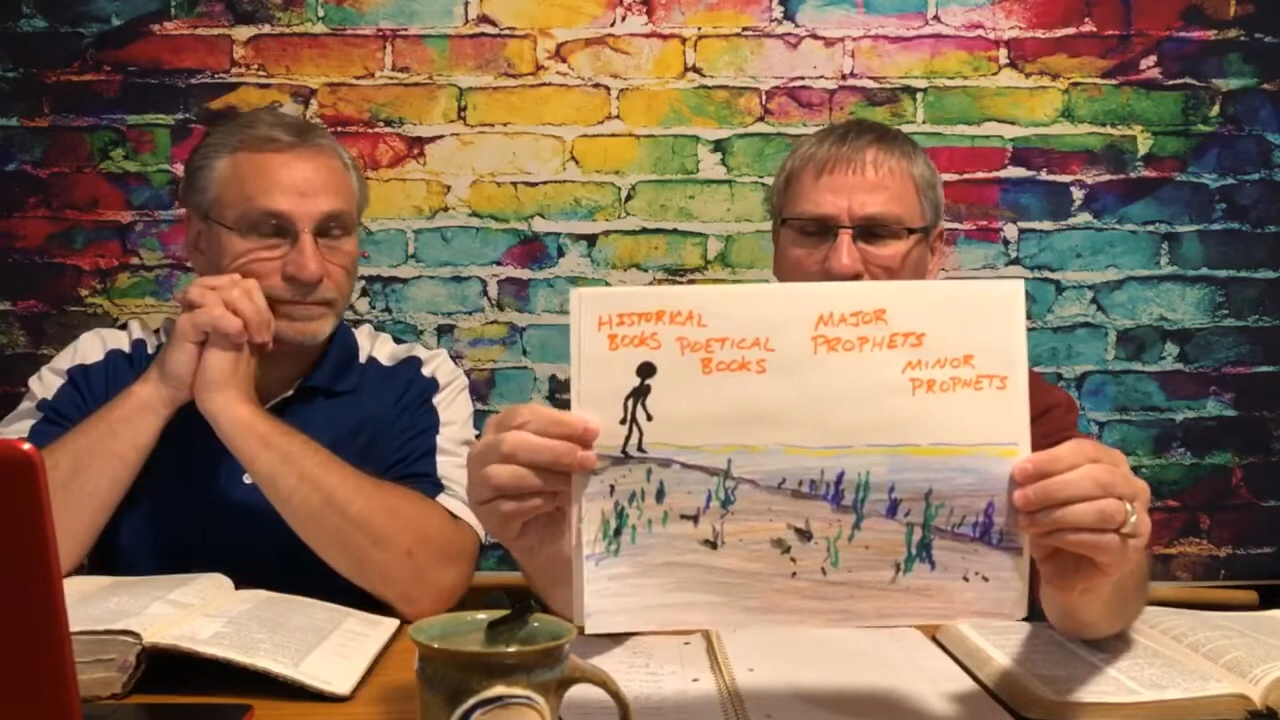 HISTORICAL
BOOKS
POETICAL
BOOKS
MAJOR
PROPHETS
MINOR
PROPHETS